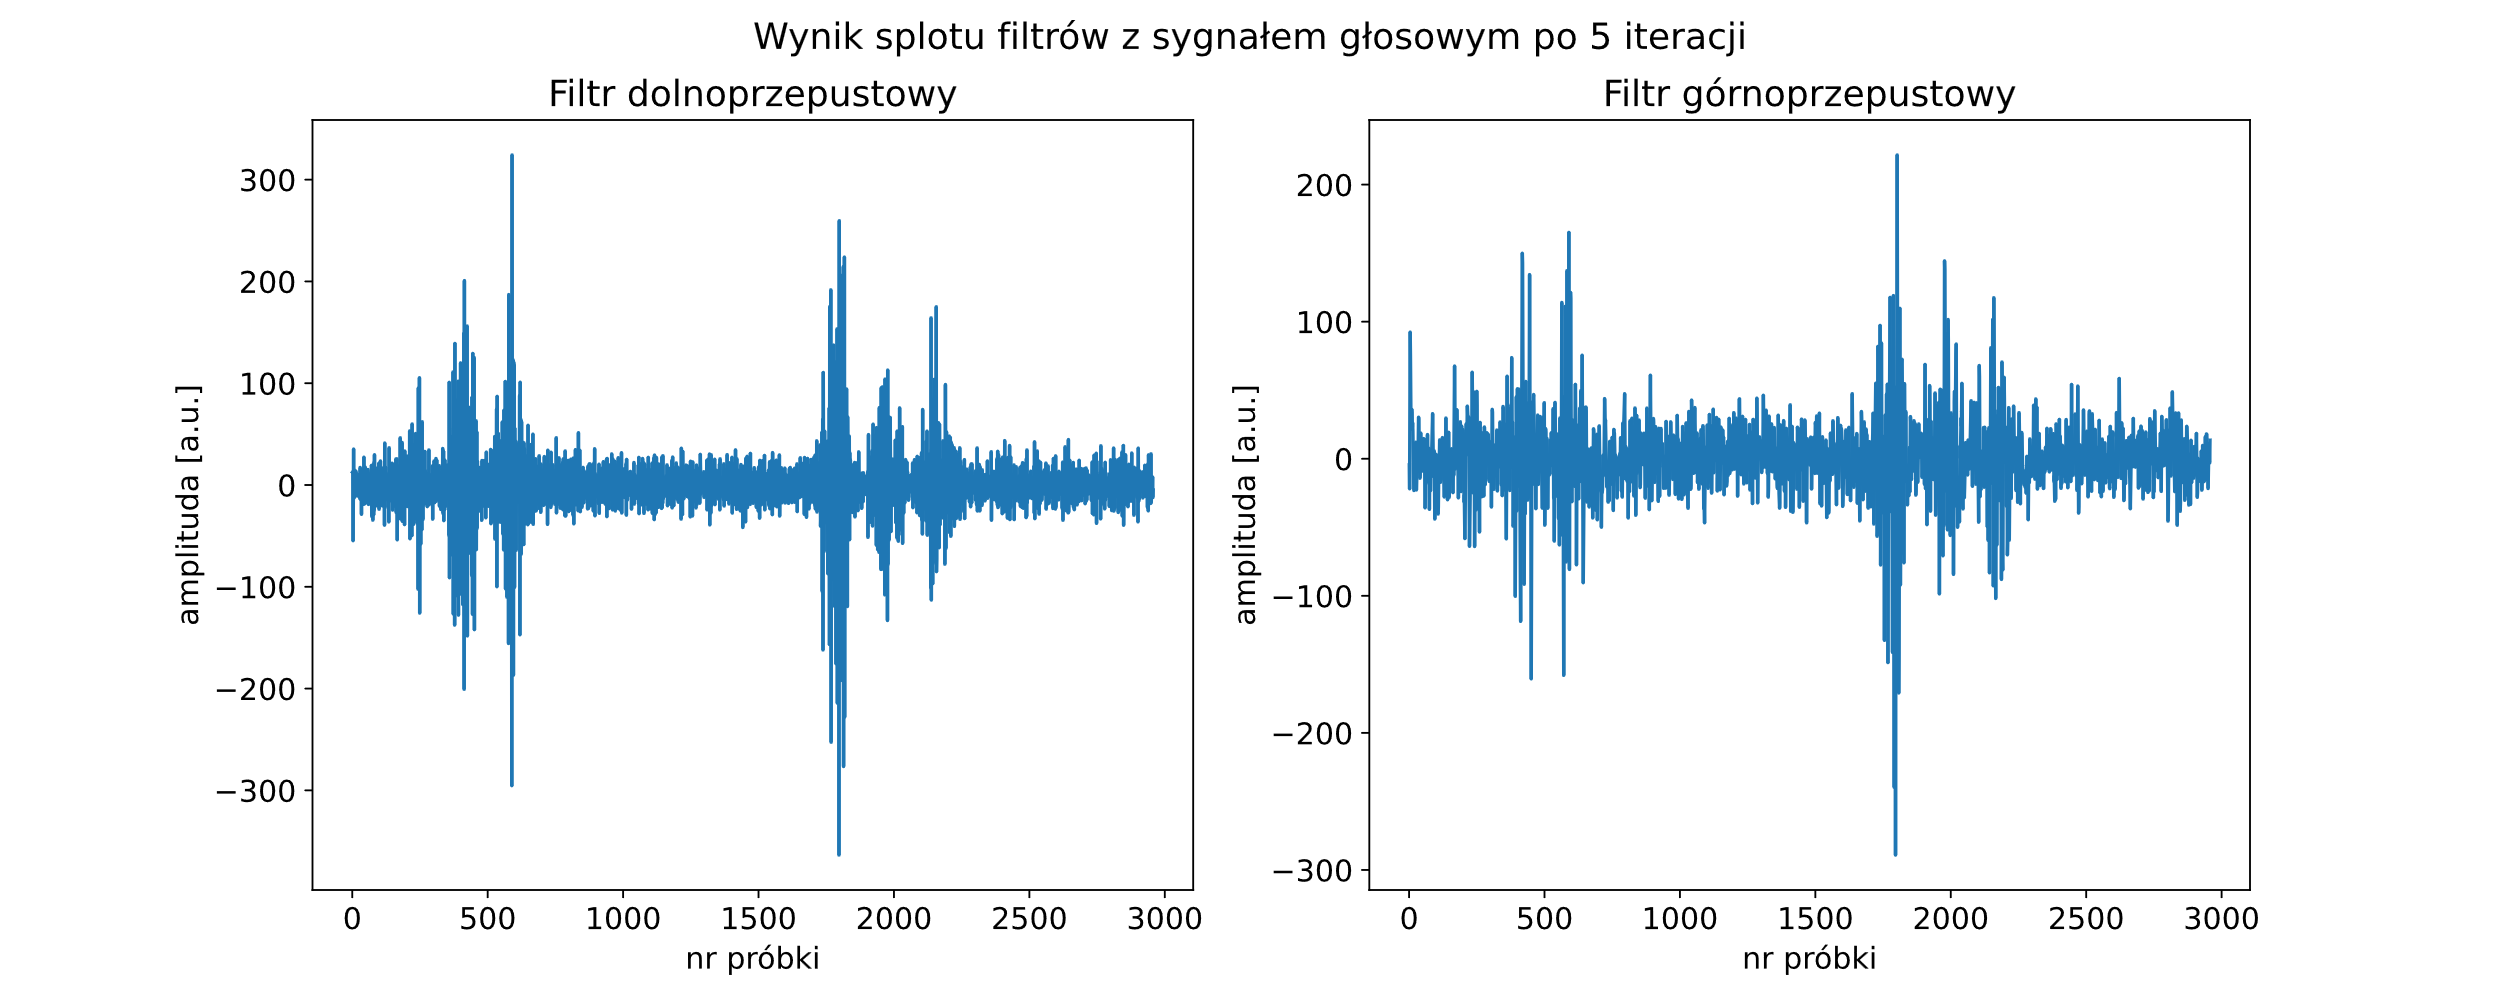 Wynik splotu filtrów z sygnałem głosowym po 5 iteracji
Filtr dolnoprzepustowy
300
200
100
0
−100
−200
−300
amplituda [a.u.]
0 500 1000 1500 2000 2500 3000
nr próbki
Filtr górnoprzepustowy
200
100
0
−100
−200
−300
amplituda [a.u.]
0 500 1000 1500 2000 2500 3000
nr próbki